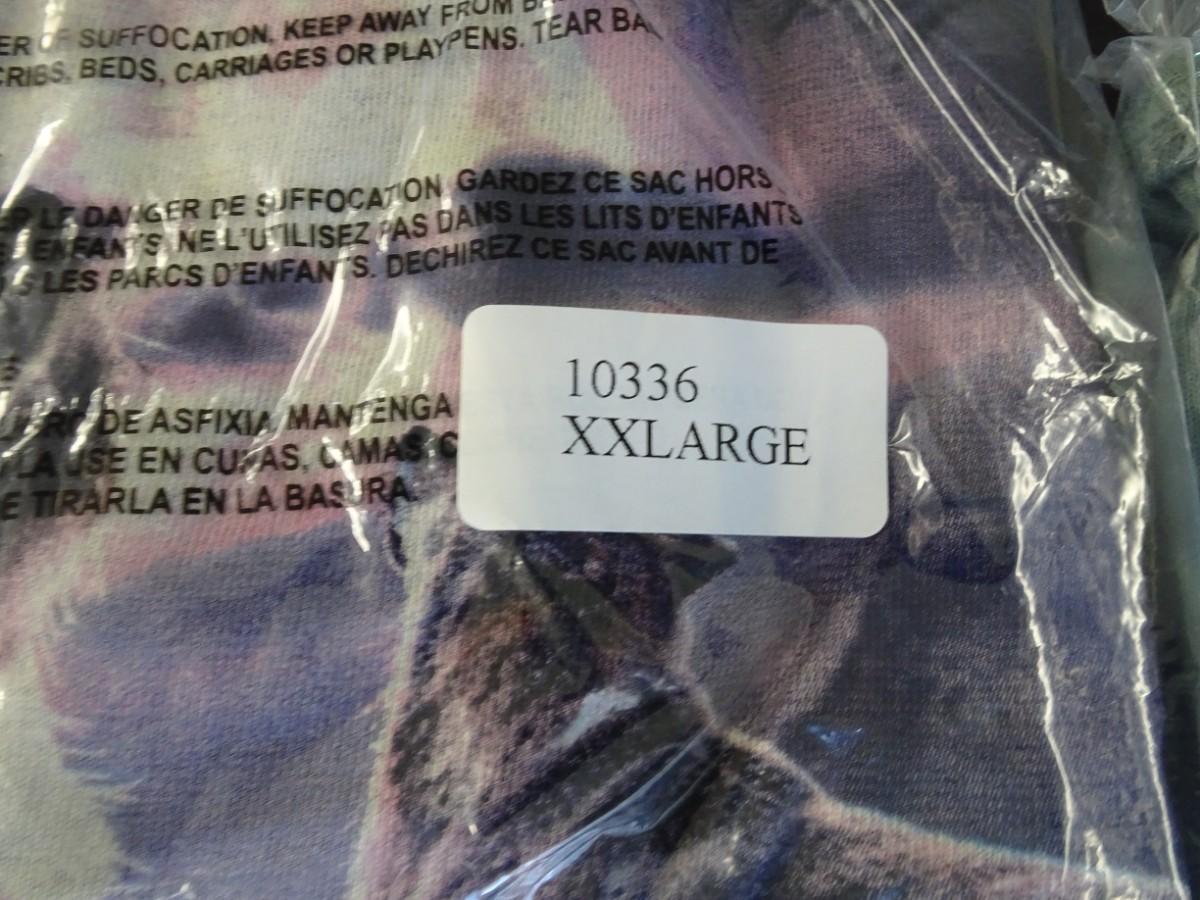 OF SUFFOCATION, KEEP AWAY FROM
CRIBS, BEDS, CARRIAGES OR PLAYPENS. TEAR
LE DANGER DE SUFFOCATION GARDEZ CE SAC HORS
ENFANTS. NE L'UTILISEZ PAS DANS LES LITS D'ENFANTS
LES PARCS D'ENFANTS. DECHIREZ CE SAC AVANT DE
DE ASFIXIA MANTENGA
LA USE EN CUNAS, CAMAS, C
E TIRARLA EN LA BASURA.
10336
XXLARGE